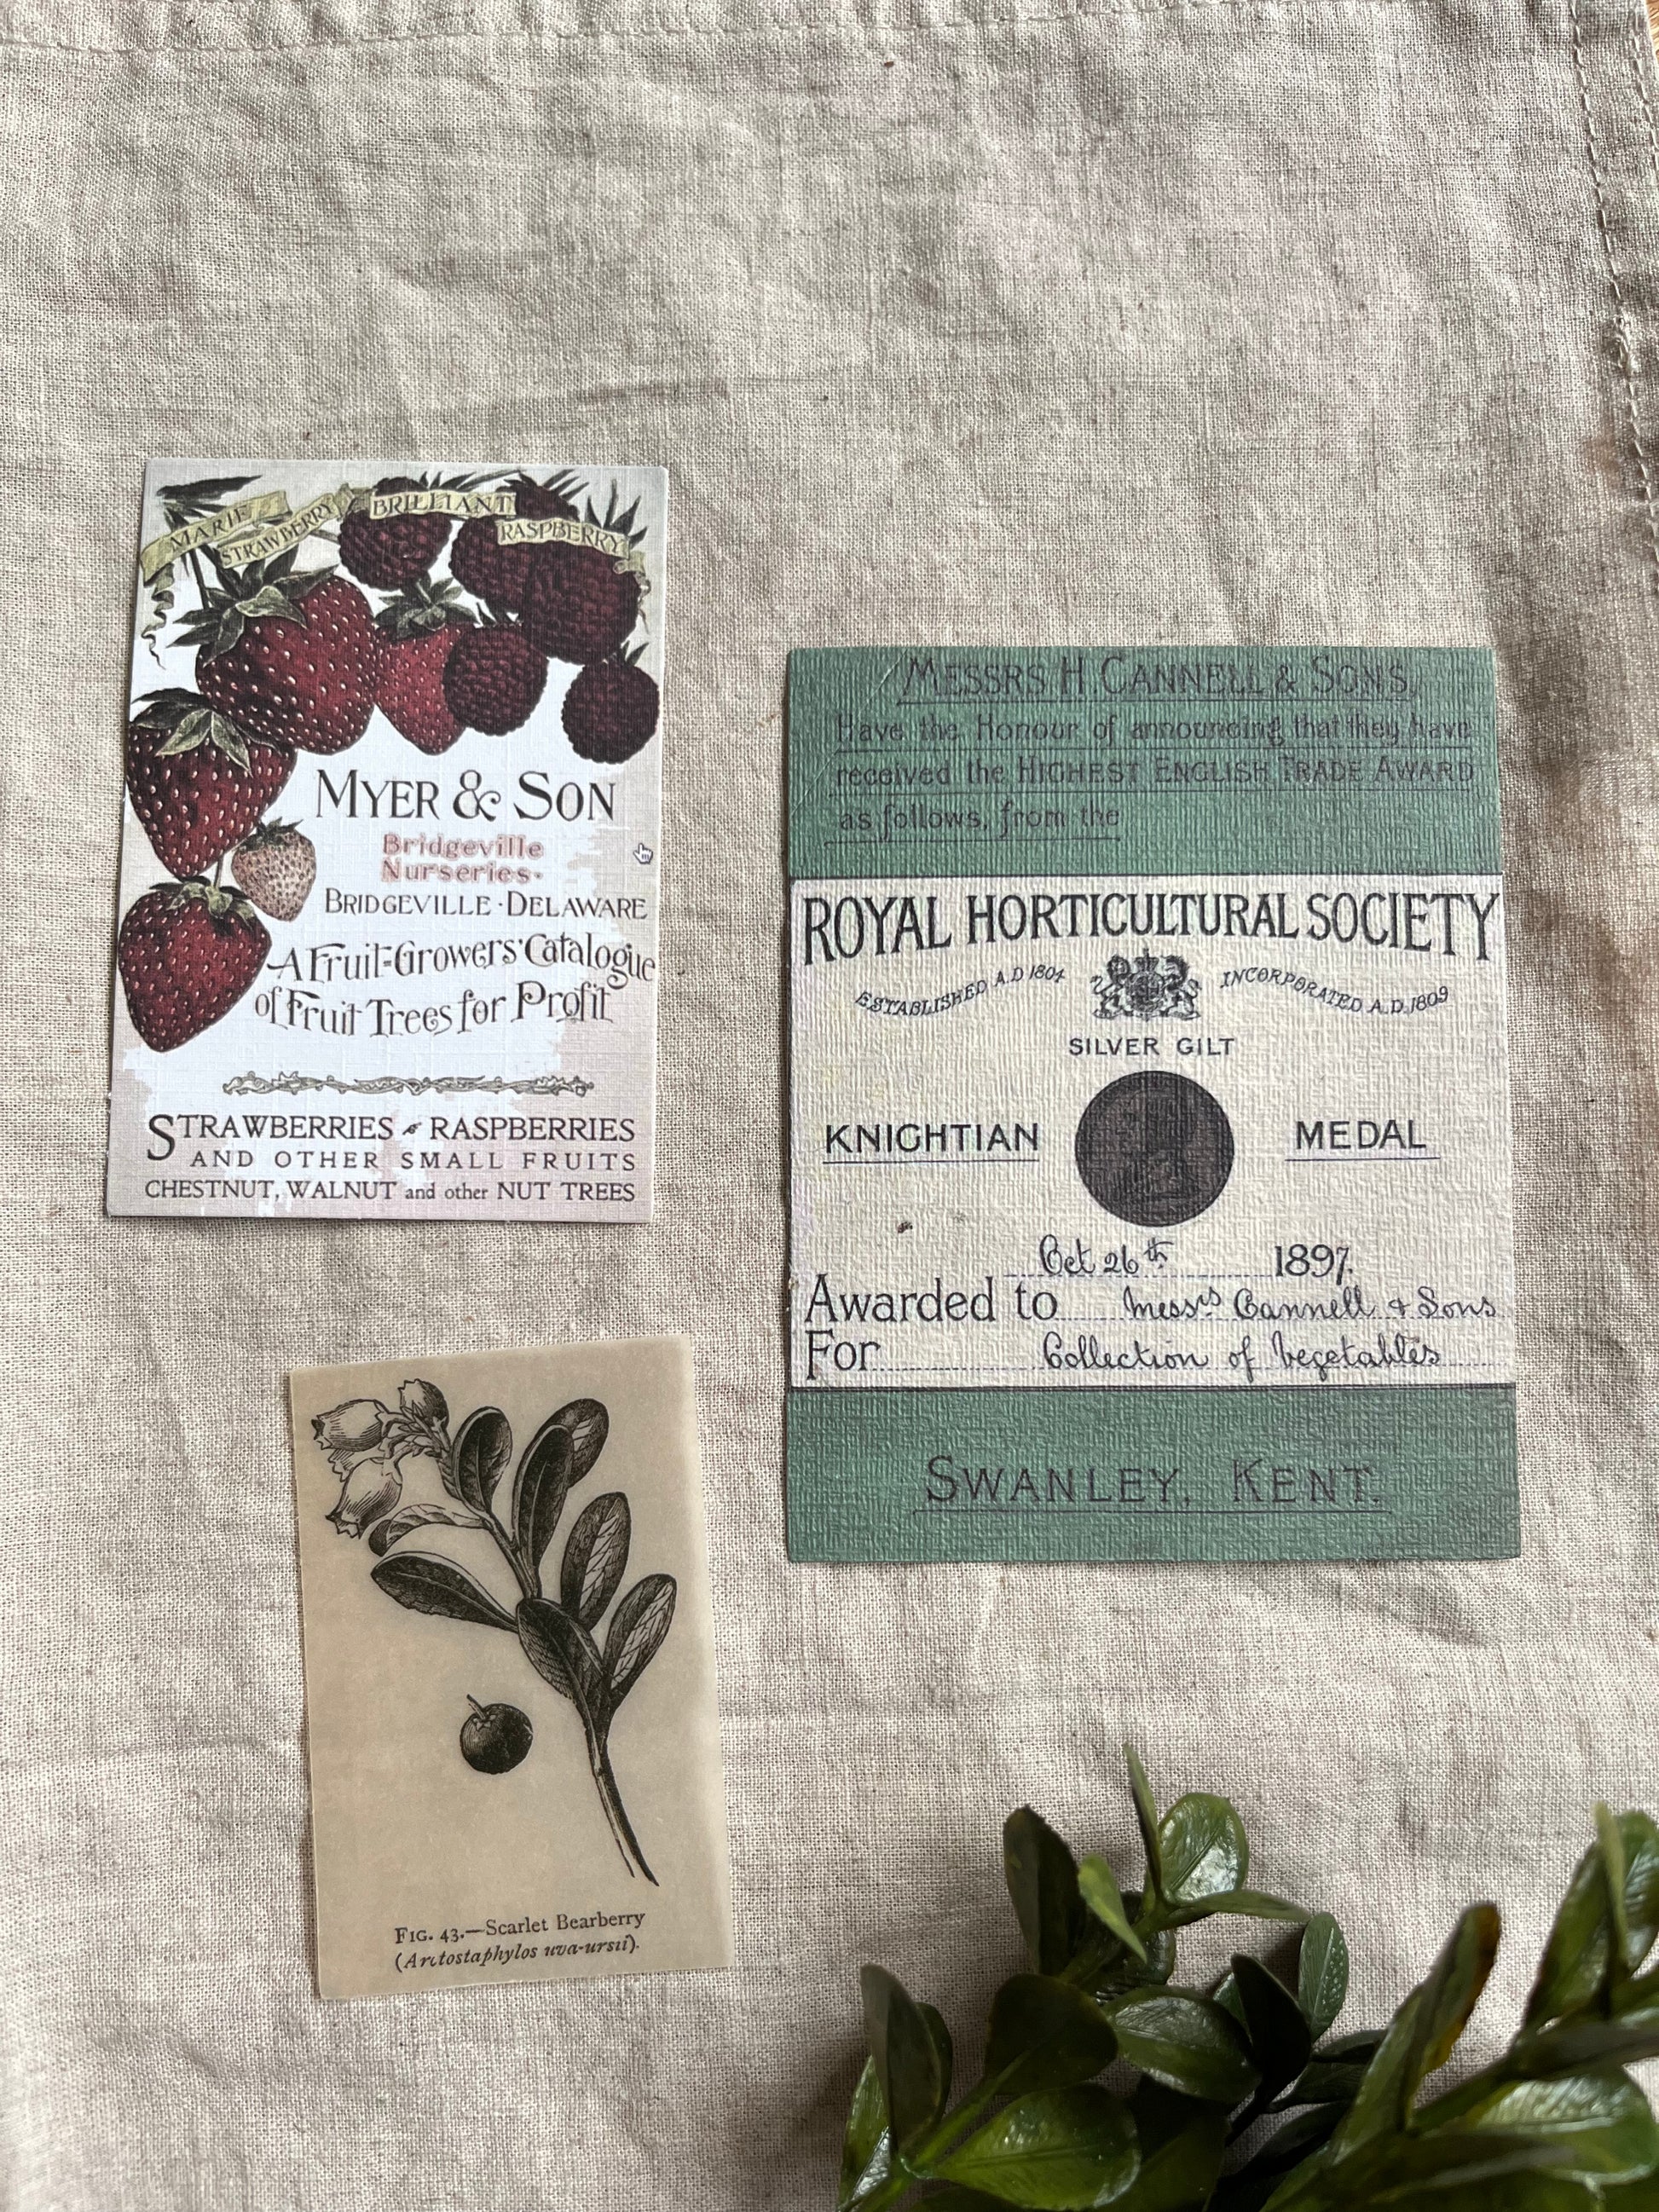 MARIE
STRAWBERRY
BRILLIANT
RASPBERRY
MYER & SON
Bridgeville
Nurseries.
BRIDGEVILLE · DELAWARE
A Fruit-Growers' Catalogue
of Fruit Trees for Profit
STRAWBERRIES RASPBERRIES
AND OTHER SMALL FRUITS
CHESTNUT, WALNUT and other NUT TREES
MESSRS H. CANNELL & SONS,
Have the Honour of announcing that they have
received the HIGHEST ENGLISH TRADE AWARD
as follows, from the
ROYAL HORTICULTURAL SOCIETY
ESTABLISHED A.D 1804 INCORPORATED A.D. 1809
SILVER GILT
KNIGHTIAN MEDAL
Oct 26th 1897.
Awarded to Messrs Cannell & Sons
For Collection of Vegetables
SWANLEY, KENT.
FIG. 43.—Scarlet Bearberry
(Arctostaphylos uva-ursii).